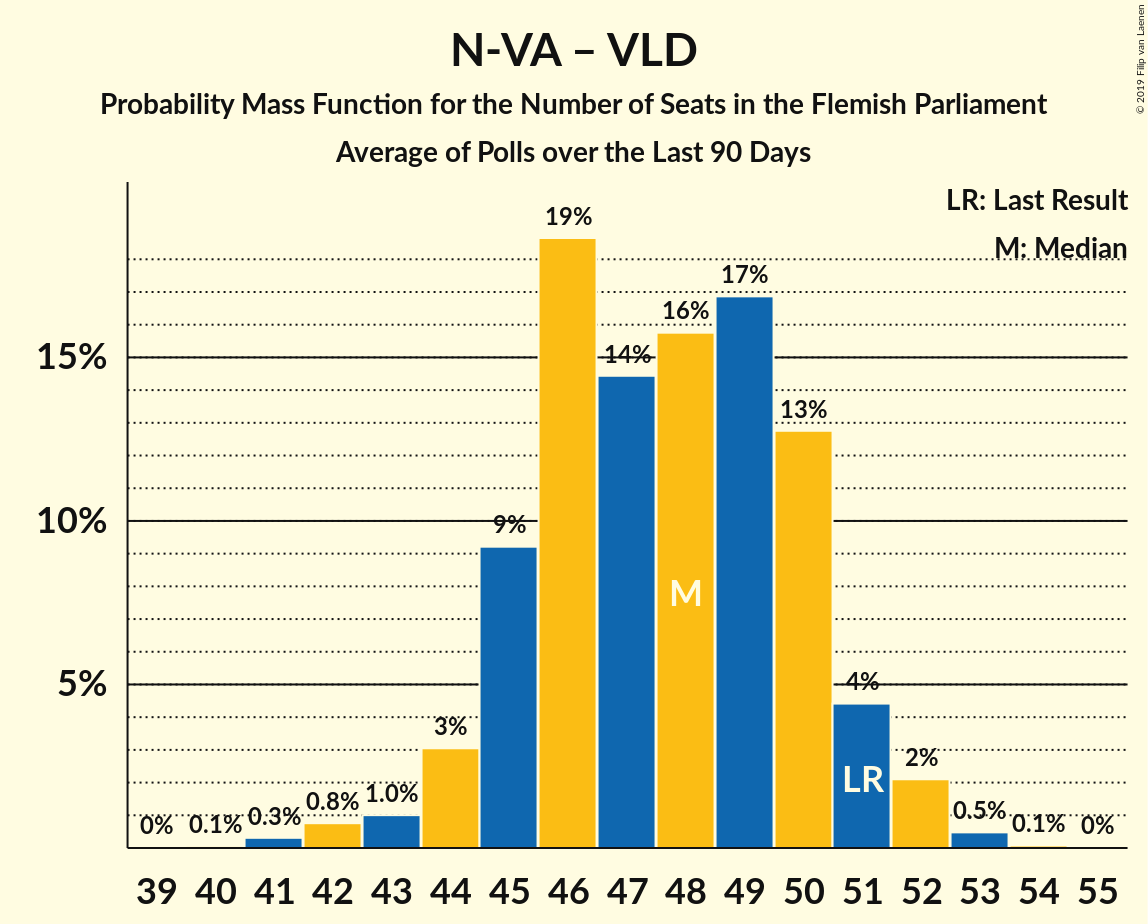 N-VA – VLD
Probability Mass Function for the Number of Seats in the Flemish Parliament
Average of Polls over the Last 90 Days
© 2019 Filip van Laenen
LR: Last Result
M: Median
15%
10%
5%
0%
0.1%
0.3%
0.8%
1.0%
3%
9%
19%
14%
16%
17%
13%
4%
2%
0.5%
0.1%
0%
M
LR
39 40 41 42 43 44 45 46 47 48 49 50 51 52 53 54 55